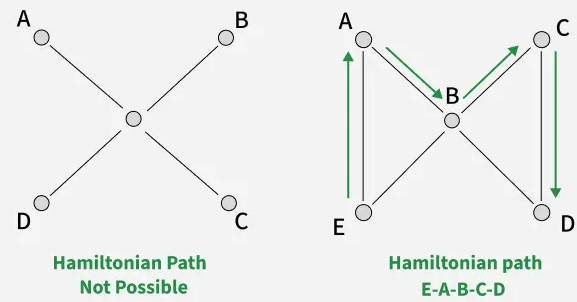 A
B
D
C
Hamiltonian Path
Not Possible
A
C
B
E
D
Hamiltonian path
E-A-B-C-D